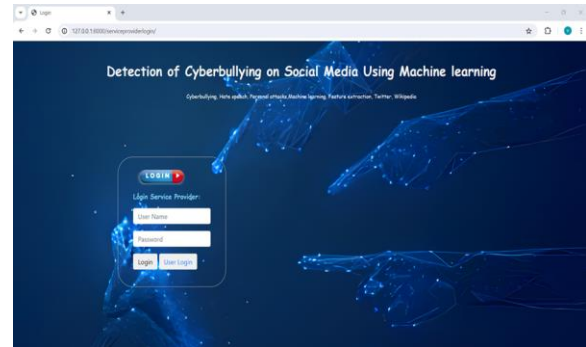 Login
127.0.0.1:8000/serviceproviderlogin/
Detection of Cyberbullying on Social Media Using Machine learning
Cyberbullying, Hate speech, Personal attacks,Machine learning, Feature extraction, Twitter, Wikipedia
LOGIN
Login Service Provider:
User Name
Password
Login User Login